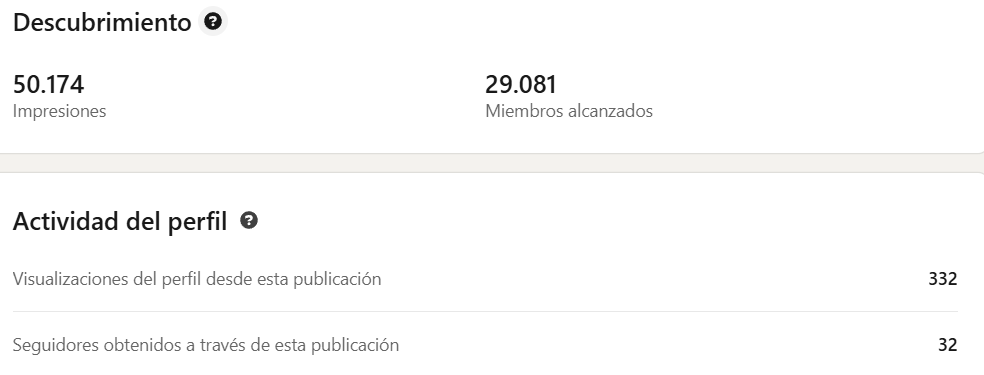 Descubrimiento ?
50.174
Impresiones
29.081
Miembros alcanzados
Actividad del perfil ?
Visualizaciones del perfil desde esta publicación 332
Seguidores obtenidos a través de esta publicación 32